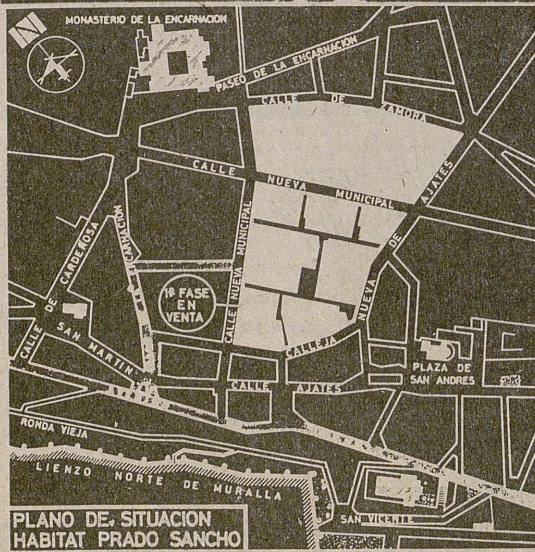 N
MONASTERIO DE LA ENCARNACION
PASEO DE LA ENCARNACION
CALLE DE ZAMORA
CALLE NUEVA MUNICIPAL
AJATES
DE
NUEVA
CALLEJA
CALLE NUEVA MUNICIPAL
ENCARNACION
CALLE DE CARDEÑOSA
1ª FASE
EN
VENTA
SAN MARTIN
CALLE AJATES
PLAZA DE
SAN ANDRES
RONDA VIEJA
LIENZO NORTE DE MURALLA
SAN VICENTE
PLANO DE SITUACION
HABITAT PRADO SANCHO